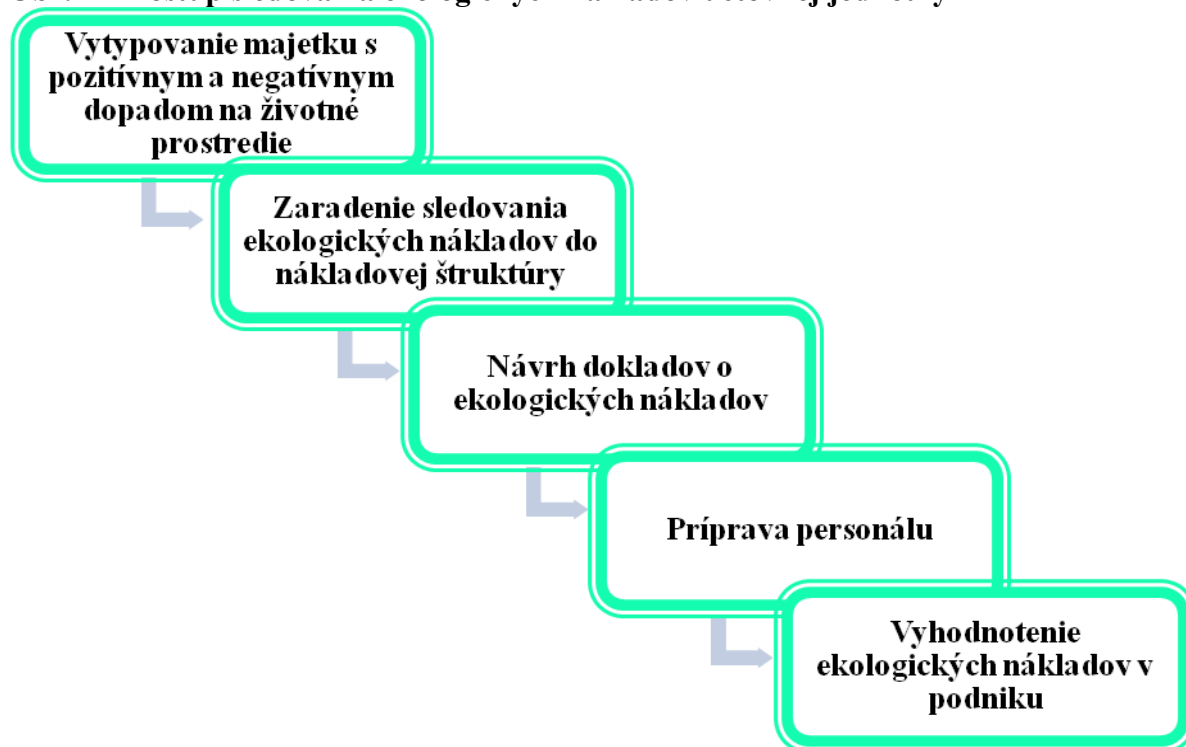 Vytypovanie majetku s
pozitívnym a negatívnym
dopadom na životné
prostredie
Zaradenie sledovania
ekologických nákladov do
nákladovej štruktúry
Návrh dokladov o
ekologických nákladov
Príprava personálu
Vyhodnotenie
ekologických nákladov v
podniku